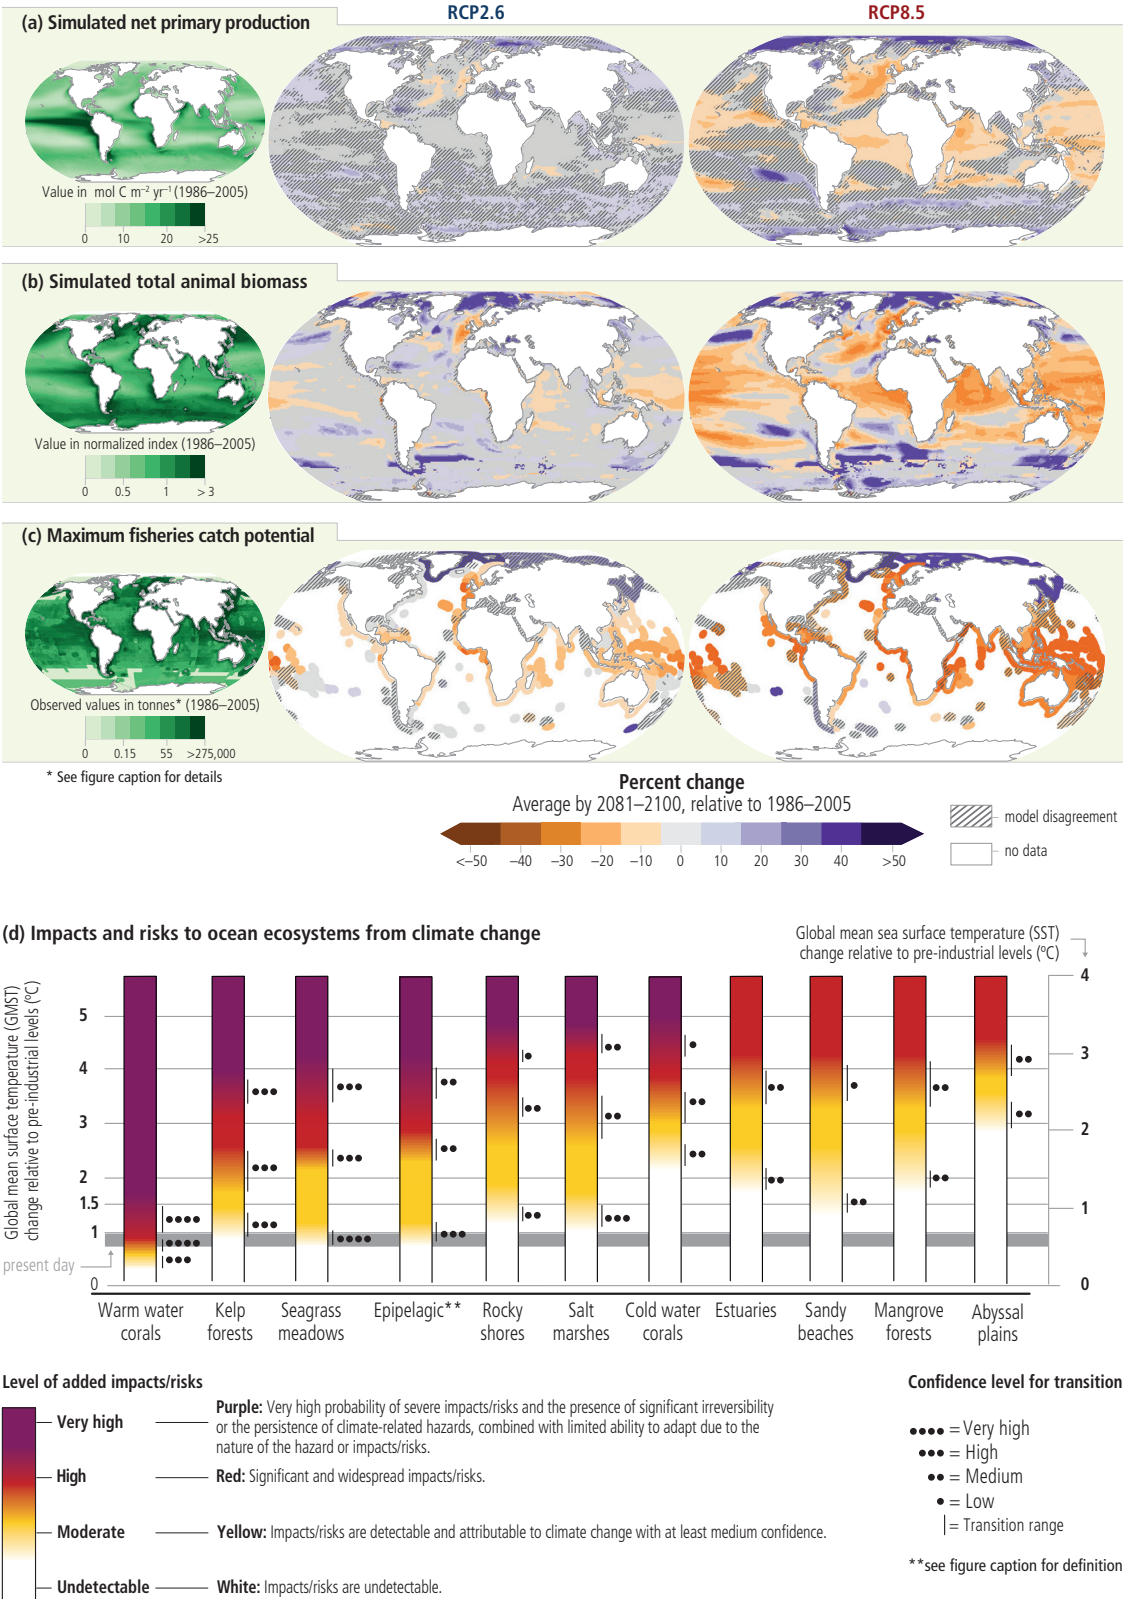 RCP2.6
RCP8.5
(a) Simulated net primary production
Value in mol C m⁻² yr⁻¹ (1986–2005)
0 10 20 >25
(b) Simulated total animal biomass
Value in normalized index (1986–2005)
0 0.5 1 >3
(c) Maximum fisheries catch potential
Observed values in tonnes* (1986–2005)
0 0.15 55 >275,000
* See figure caption for details
Percent change
Average by 2081–2100, relative to 1986–2005
<–50 –40 –30 –20 –10 0 10 20 30 40 >50
model disagreement
no data
(d) Impacts and risks to ocean ecosystems from climate change
Global mean sea surface temperature (SST)
change relative to pre-industrial levels (ºC)
Global mean surface temperature (GMST)
change relative to pre-industrial levels (ºC)
5
4
3
2
1.5
1
0
present day
4
3
2
1
0
Warm water
corals
Kelp
forests
Seagrass
meadows
Epipelagic**
Rocky
shores
Salt
marshes
Cold water
corals
Estuaries
Sandy
beaches
Mangrove
forests
Abyssal
plains
Level of added impacts/risks
Very high
Purple: Very high probability of severe impacts/risks and the presence of significant irreversibility
or the persistence of climate-related hazards, combined with limited ability to adapt due to the
nature of the hazard or impacts/risks.
High
Red: Significant and widespread impacts/risks.
Moderate
Yellow: Impacts/risks are detectable and attributable to climate change with at least medium confidence.
Undetectable
White: Impacts/risks are undetectable.
Confidence level for transition
●●●● = Very high
●●● = High
●● = Medium
● = Low
| = Transition range
**see figure caption for definition